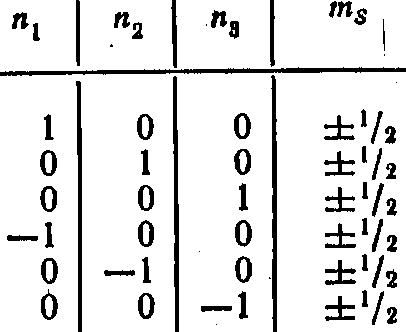 n₁ n₂ n₃ mₛ
1 0 0 ±1/2
0 1 0 ±1/2
0 0 1 ±1/2
—1 0 0 ±1/2
0 —1 0 ±1/2
0 0 —1 ±1/2